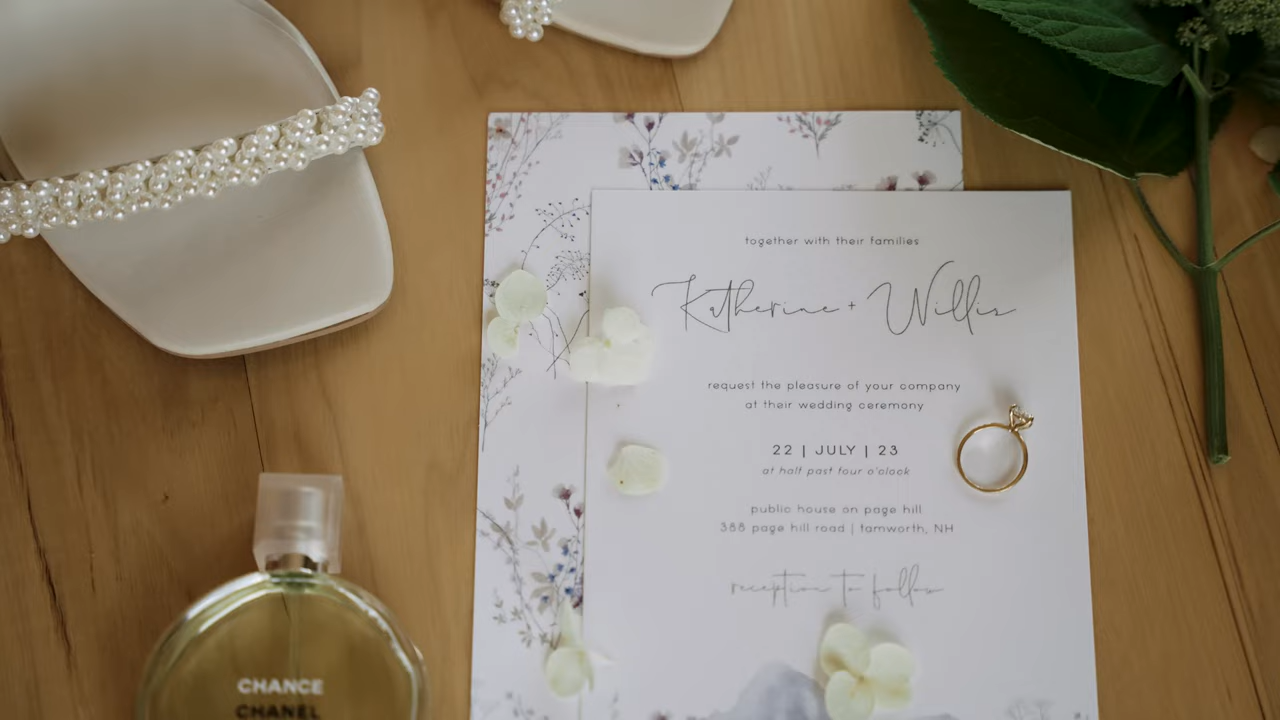 together with their families
Katherine + Willis
request the pleasure of your company
at their wedding ceremony
22 | JULY | 23
at half past four o'clock
public house on page hill
388 page hill road | tamworth, NH
reception to follow
CHANCE
CHANEL